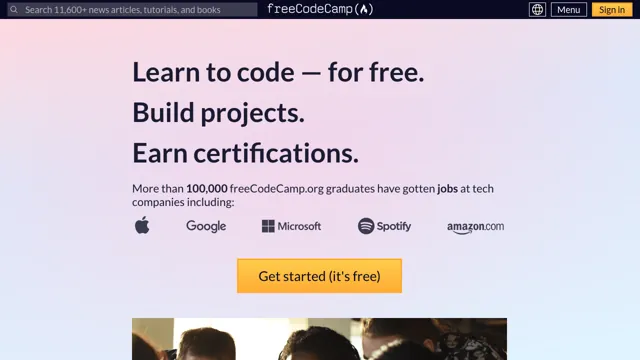 Search 11,600+ news articles, tutorials, and books
freeCodeCamp
Menu
Sign in
Learn to code — for free.
Build projects.
Earn certifications.
More than 100,000 freeCodeCamp.org graduates have gotten jobs at tech
companies including:
Google
Microsoft
Spotify
amazon.com
Get started (it's free)